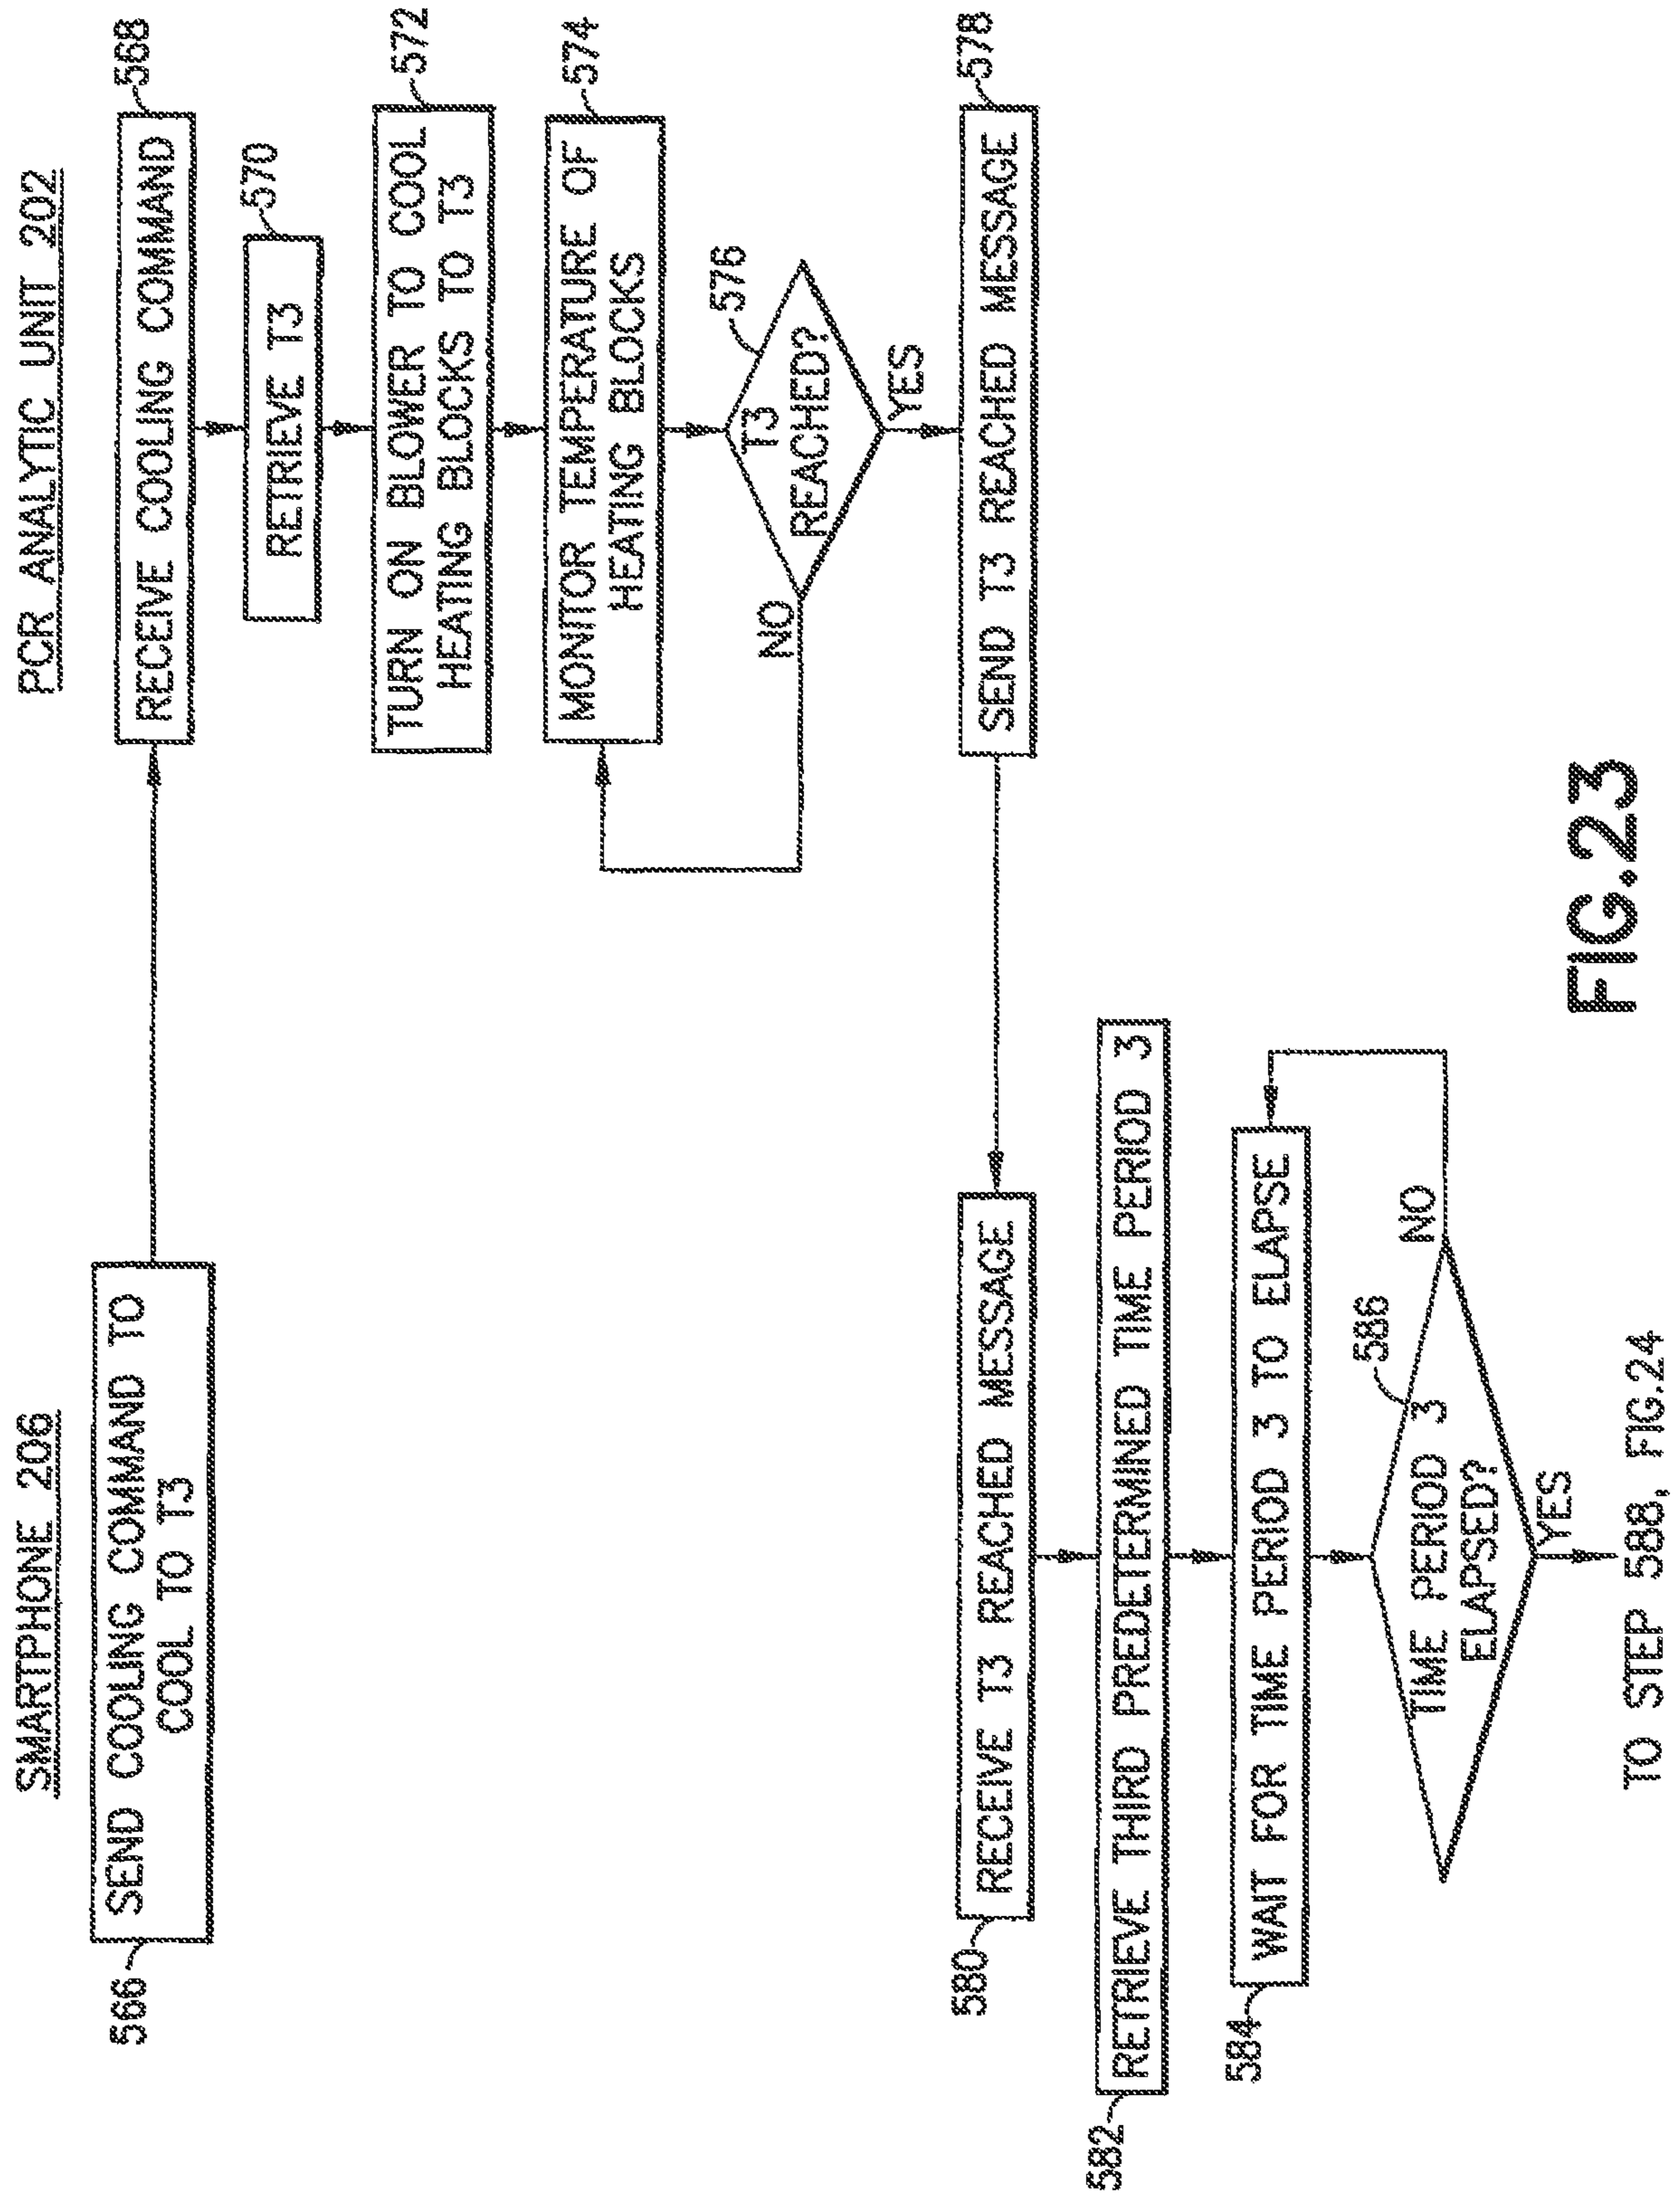 SMARTPHONE 206
PCR ANALYTIC UNIT 202
566
SEND COOLING COMMAND TO
COOL TO T3
568
RECEIVE COOLING COMMAND
570
RETRIEVE T3
572
TURN ON BLOWER TO COOL
HEATING BLOCKS TO T3
574
MONITOR TEMPERATURE OF
HEATING BLOCKS
576
T3
REACHED?
NO
YES
578
SEND T3 REACHED MESSAGE
580
RECEIVE T3 REACHED MESSAGE
582
RETRIEVE THIRD PREDETERMINED TIME PERIOD 3
584
WAIT FOR TIME PERIOD 3 TO ELAPSE
586
TIME PERIOD 3
ELAPSED?
NO
YES
TO STEP 588, FIG.24
FIG.23